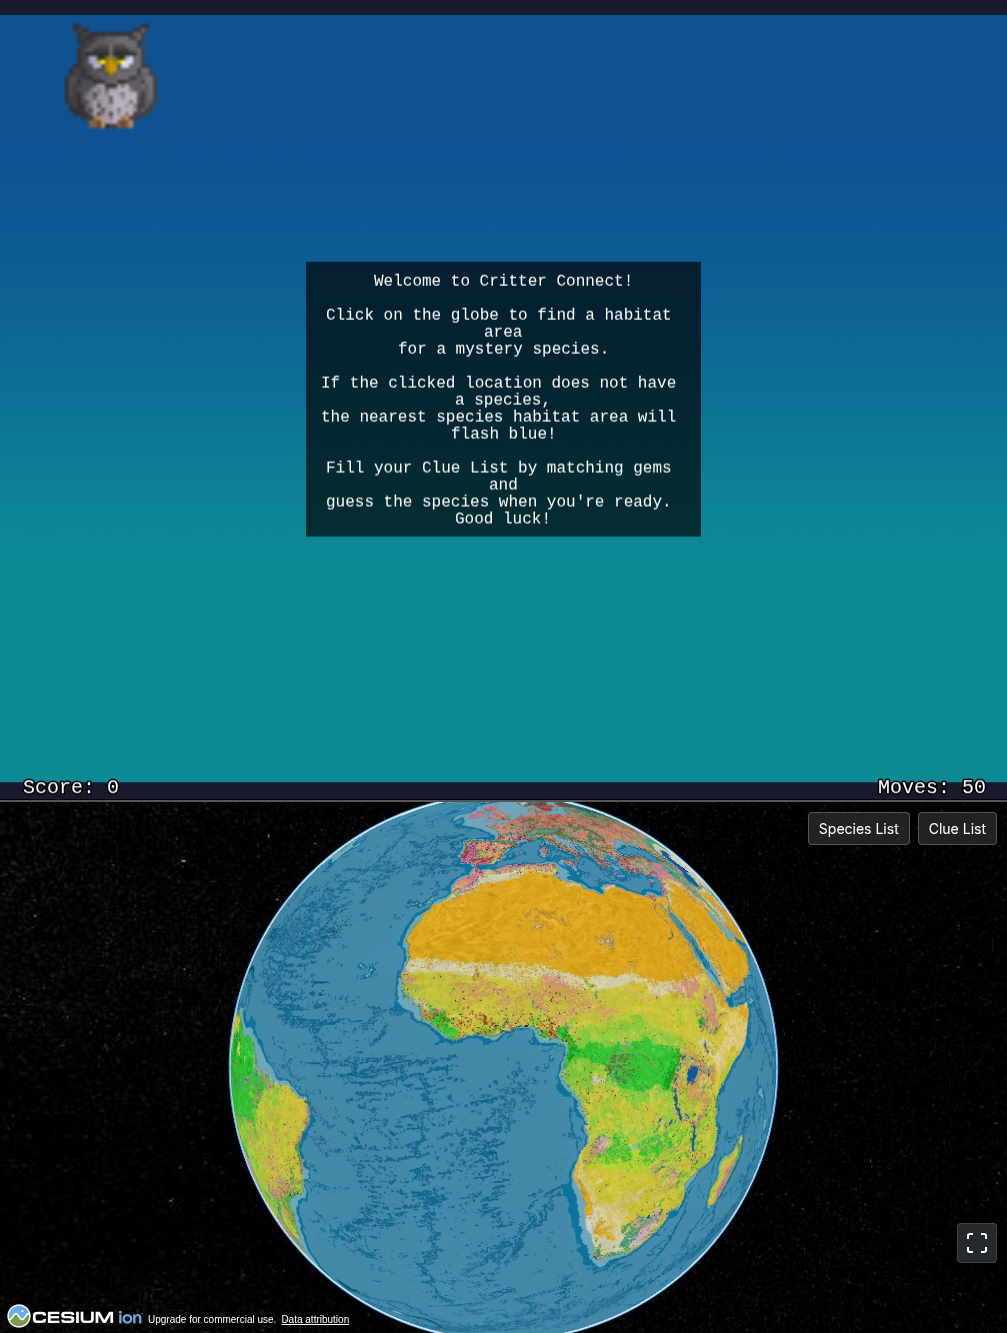 Welcome to Critter Connect!
Click on the globe to find a habitat
area
for a mystery species.
If the clicked location does not have
a species,
the nearest species habitat area will
flash blue!
Fill your Clue List by matching gems
and
guess the species when you're ready.
Good luck!
Score: 0
Moves: 50
Species List
Clue List
CESIUM ion
Upgrade for commercial use. Data attribution